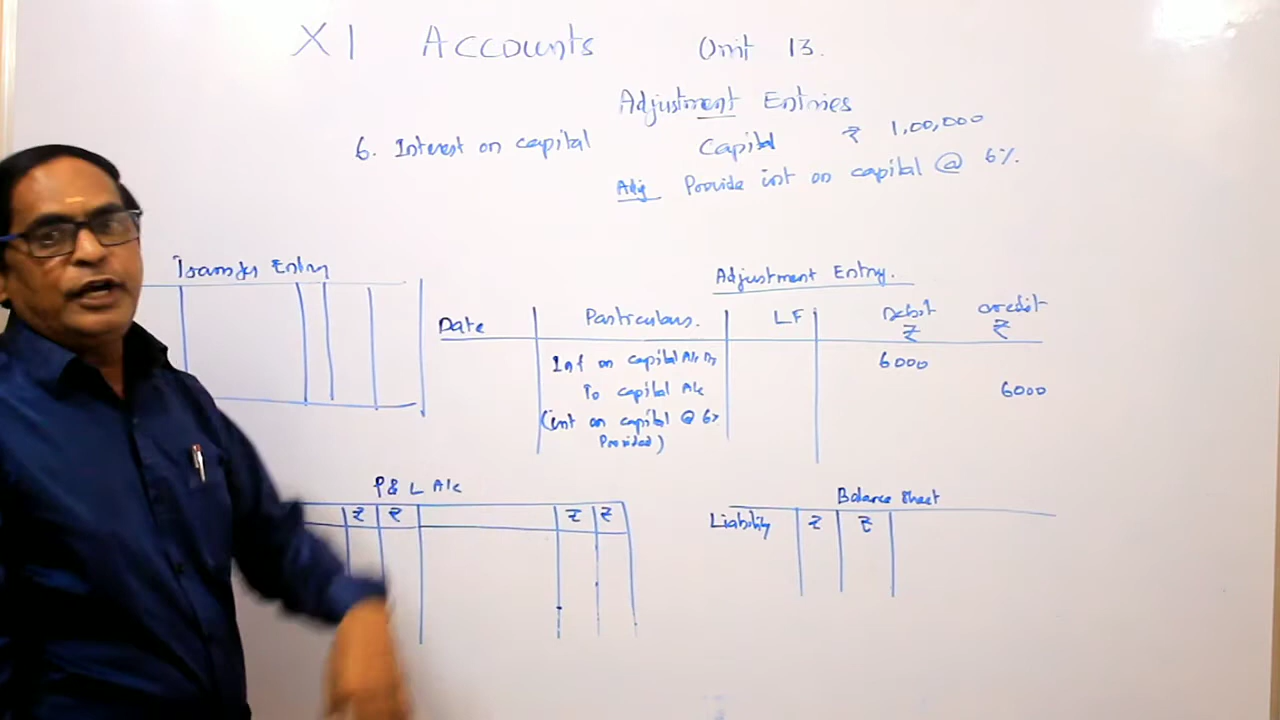 XI Accounts Unit 13.
Adjustment Entries
6. Interest on capital
Capital ₹ 1,00,000
Adj Provide int on capital @ 6%.
Transfer Entry
Adjustment Entry.
Date Particulars. LF Debit ₹ Credit ₹
Int on capital A/c Dr 6000
To capital A/c 6000
(int on capital @ 6% Provided)
P & L A/c
₹ ₹ ₹ ₹
Balance Sheet
Liability ₹ ₹